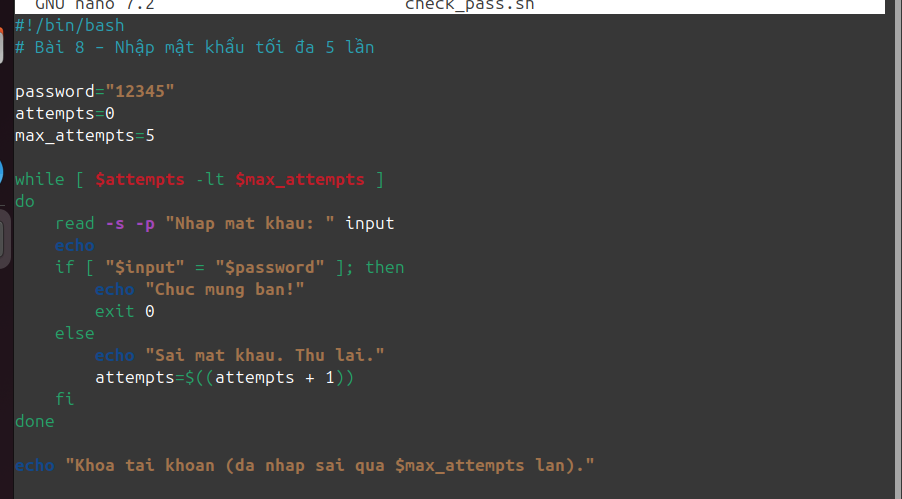 GNU nano 7.2 check_pass.sh
#!/bin/bash
# Bài 8 – Nhập mật khẩu tối đa 5 lần
password="12345"
attempts=0
max_attempts=5
while [ $attempts -lt $max_attempts ]
do
    read -s -p "Nhap mat khau: " input
    echo
    if [ "$input" = "$password" ]; then
        echo "Chuc mung ban!"
        exit 0
    else
        echo "Sai mat khau. Thu lai."
        attempts=$((attempts + 1))
    fi
done
echo "Khoa tai khoan (da nhap sai qua $max_attempts lan)."